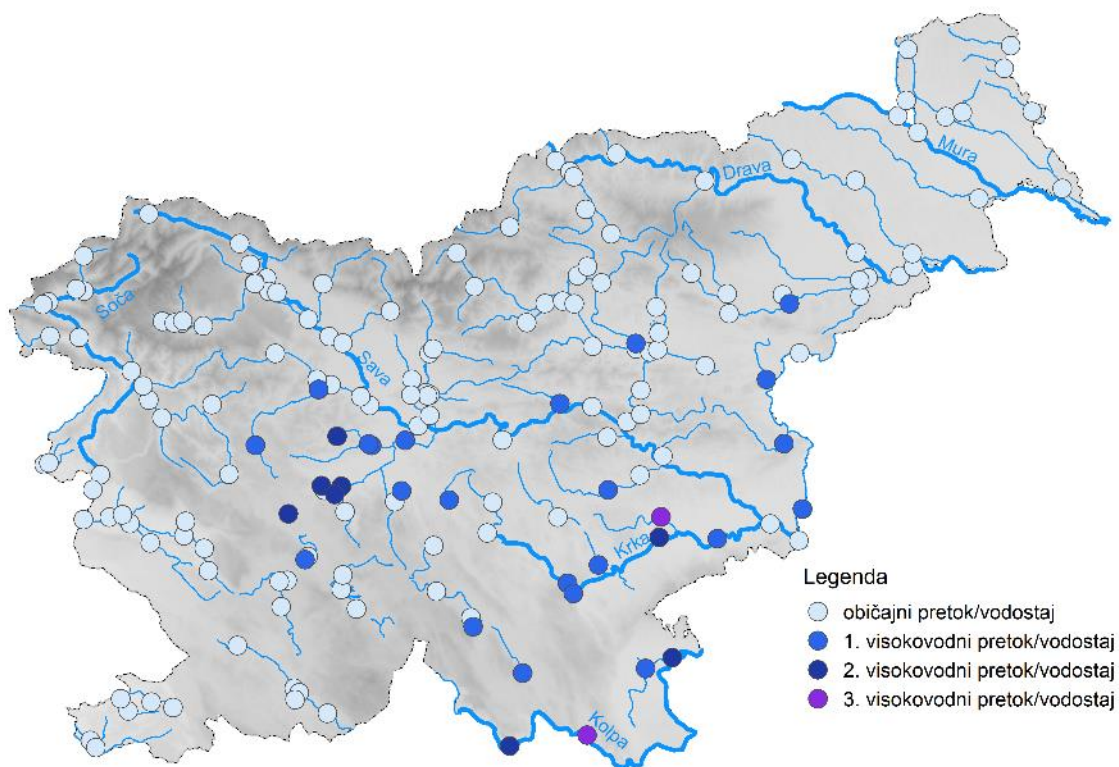 Mura
Drava
Soča
Sava
Krka
Kolpa
Legenda
običajni pretok/vodostaj
1. visokovodni pretok/vodostaj
2. visokovodni pretok/vodostaj
3. visokovodni pretok/vodostaj